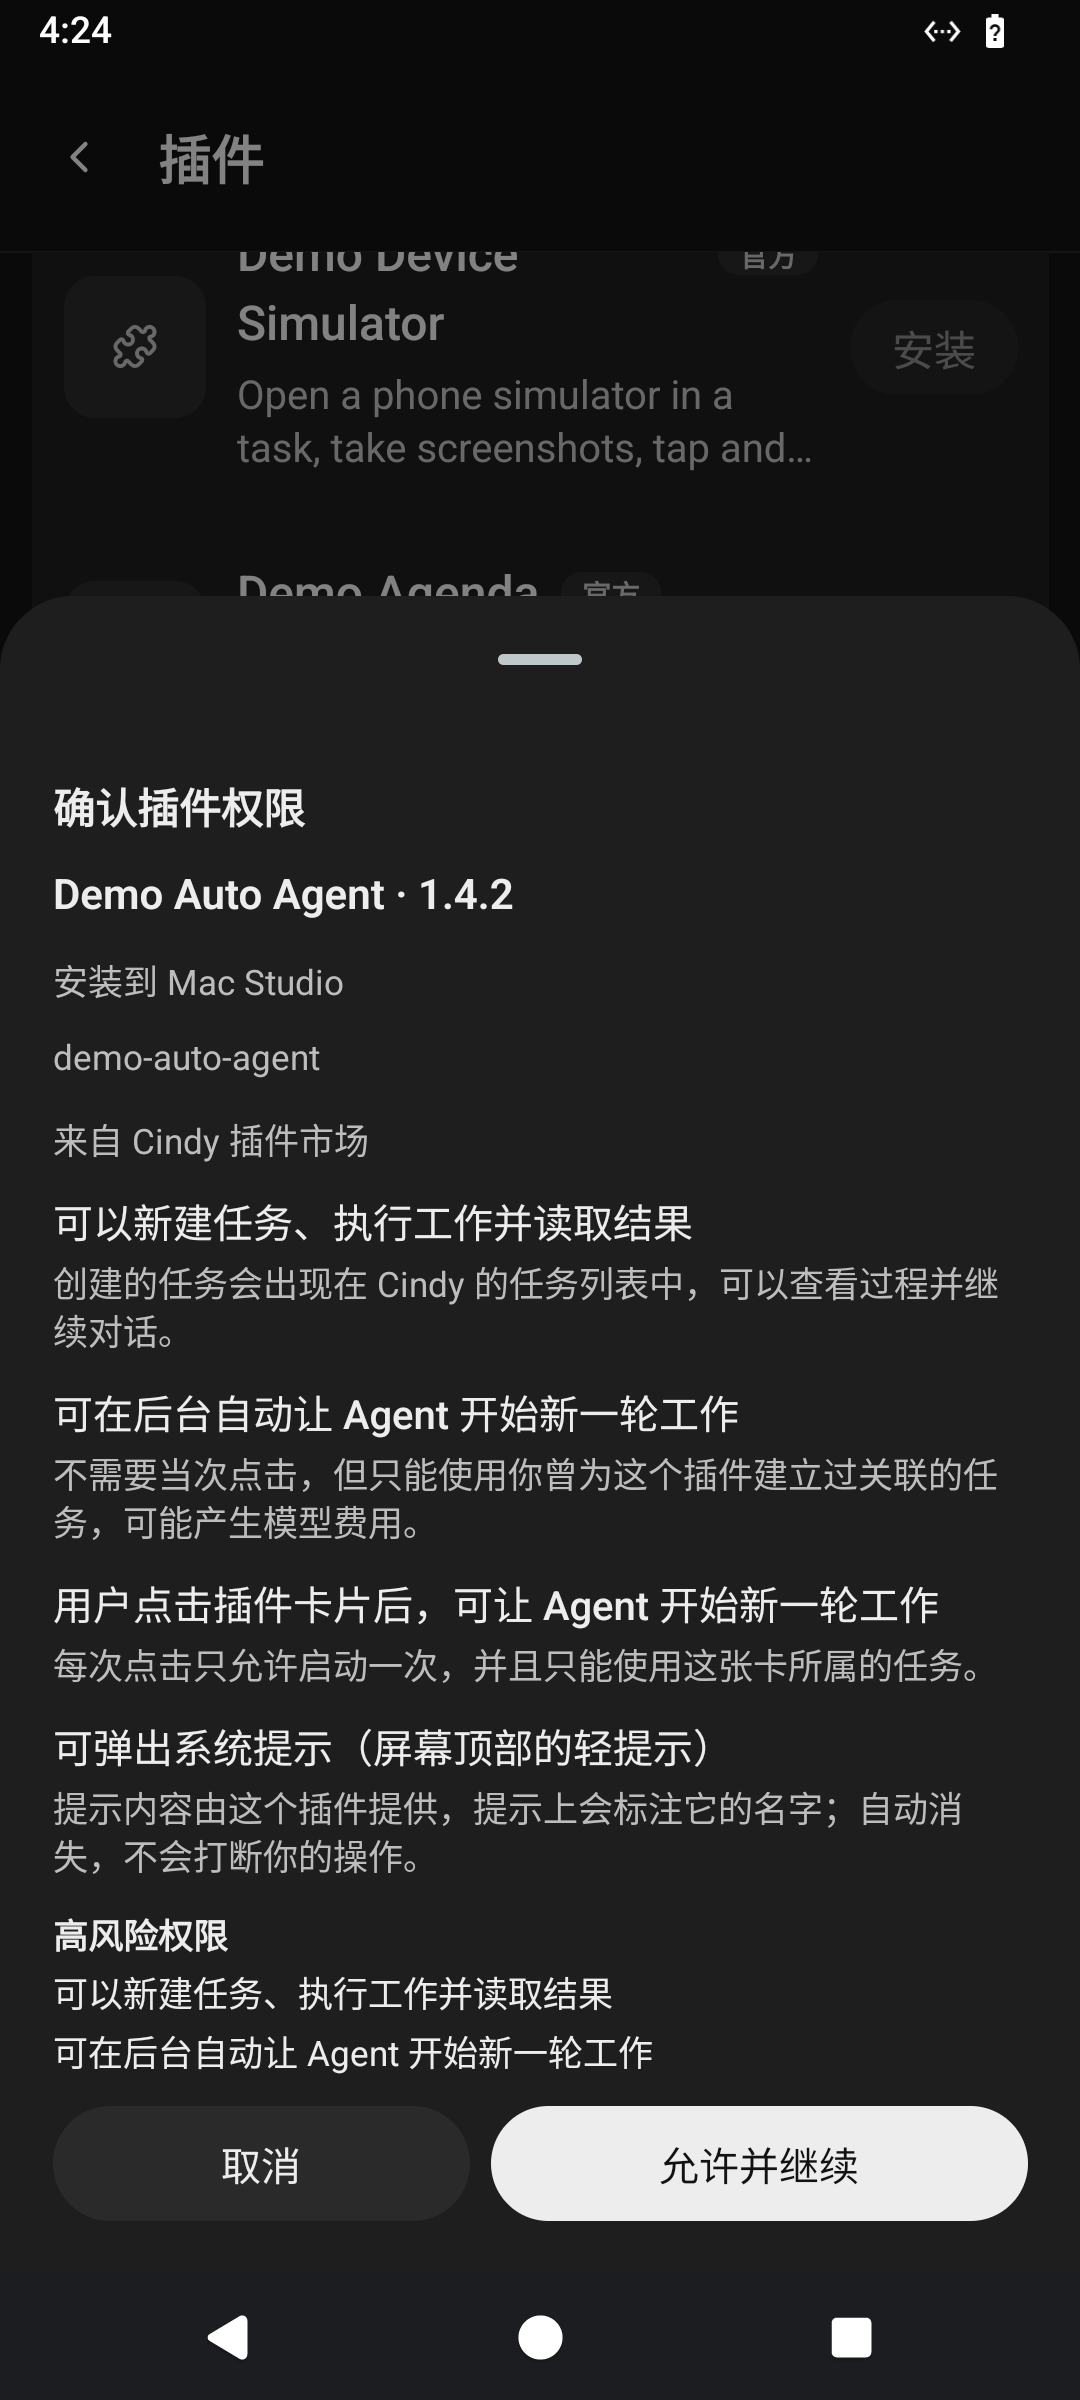 4:24
插件
Demo Device
官方
Simulator
安装
Open a phone simulator in a
task, take screenshots, tap and…
Demo Agenda
官方
确认插件权限
Demo Auto Agent · 1.4.2
安装到 Mac Studio
demo-auto-agent
来自 Cindy 插件市场
可以新建任务、执行工作并读取结果
创建的任务会出现在 Cindy 的任务列表中，可以查看过程并继
续对话。
可在后台自动让 Agent 开始新一轮工作
不需要当次点击，但只能使用你曾为这个插件建立过关联的任
务，可能产生模型费用。
用户点击插件卡片后，可让 Agent 开始新一轮工作
每次点击只允许启动一次，并且只能使用这张卡所属的任务。
可弹出系统提示（屏幕顶部的轻提示）
提示内容由这个插件提供，提示上会标注它的名字；自动消
失，不会打断你的操作。
高风险权限
可以新建任务、执行工作并读取结果
可在后台自动让 Agent 开始新一轮工作
取消
允许并继续